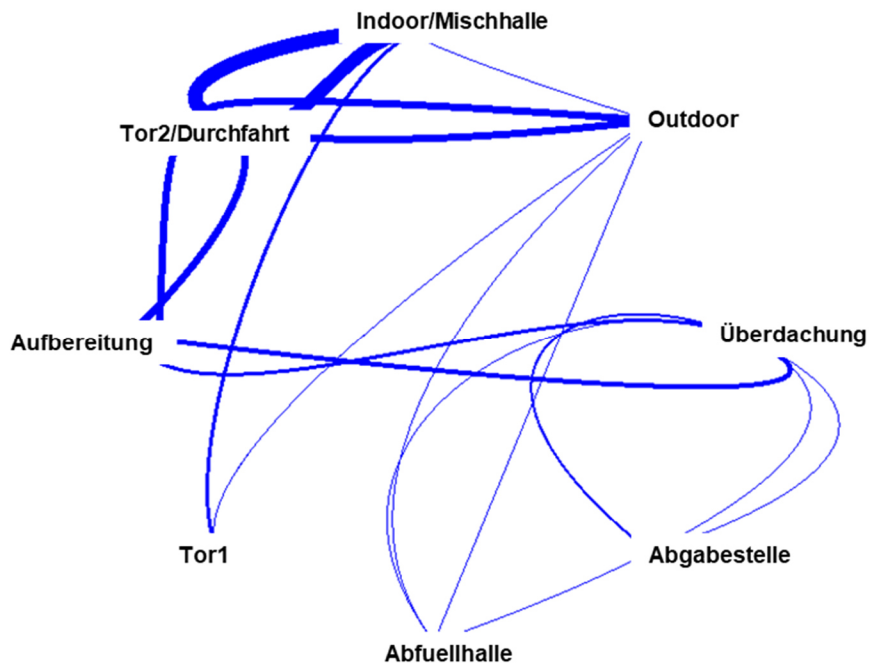 Indoor/Mischhalle
Outdoor
Tor2/Durchfahrt
Aufbereitung
Überdachung
Tor1
Abgabestelle
Abfuellhalle